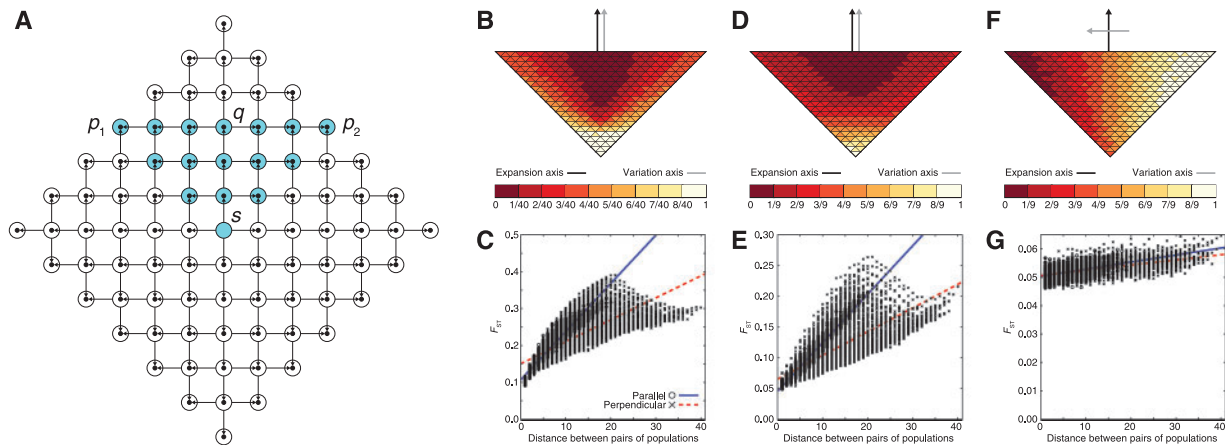 A
q
p1
p2
s
B
Expansion axis
Variation axis
0 1/40 2/40 3/40 4/40 5/40 6/40 7/40 8/40 1
C
0.5
0.4
0.3
0.2
0.1
0.0
FST
Parallel
Perpendicular
0 10 20 30 40
Distance between pairs of populations
D
Expansion axis
Variation axis
0 1/9 2/9 3/9 4/9 5/9 6/9 7/9 8/9 1
E
0.30
0.25
0.20
0.15
0.10
0.05
0.00
FST
0 10 20 30 40
Distance between pairs of populations
F
Expansion axis
Variation axis
0 1/9 2/9 3/9 4/9 5/9 6/9 7/9 8/9 1
G
0.06
0.05
0.04
0.03
0.02
0.01
0.00
FST
0 10 20 30 40
Distance between pairs of populations